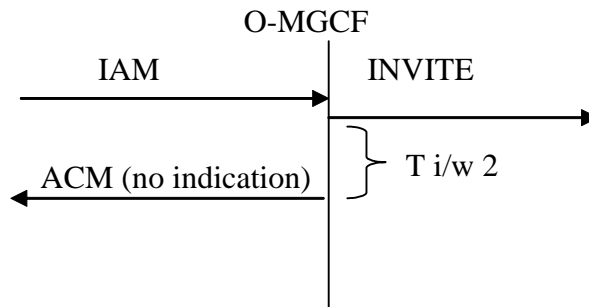 O-MGCF
IAM
INVITE
T i/w 2
ACM (no indication)